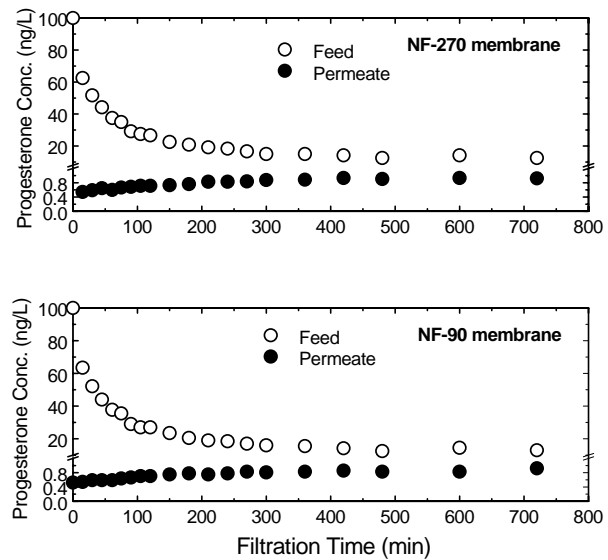 100
80
60
40
20
0.8
0.4
0.0
Progesterone Conc. (ng/L)
Feed
Permeate
NF-270 membrane
0 100 200 300 400 500 600 700 800
100
80
60
40
20
0.8
0.4
0.0
Progesterone Conc. (ng/L)
Feed
Permeate
NF-90 membrane
0 100 200 300 400 500 600 700 800
Filtration Time (min)